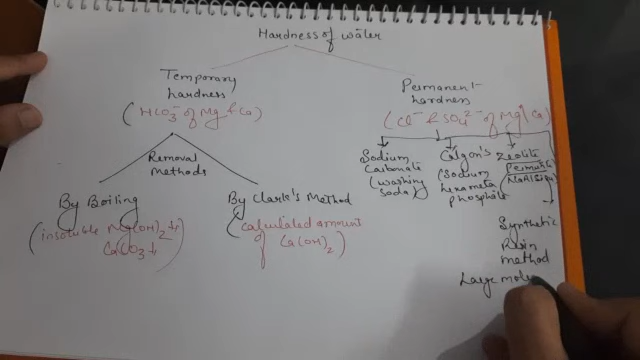 Hardness of water
Temporary
hardness
(HCO3⁻ of Mg & Ca)
Removal
Methods
By Boiling
(insoluble Mg(OH)2↓
CaCO3↓)
By Clark's Method
(calculated amount
of Ca(OH)2)
Permanent
hardness
(Cl⁻ & SO4²⁻ of Mg & Ca)
Sodium
Carbonate
(washing
Soda)
Calgon's
(Sodium
hexameta
phosphate
Zeolite
Permutit
Synthetic
Resin
method
Large mole